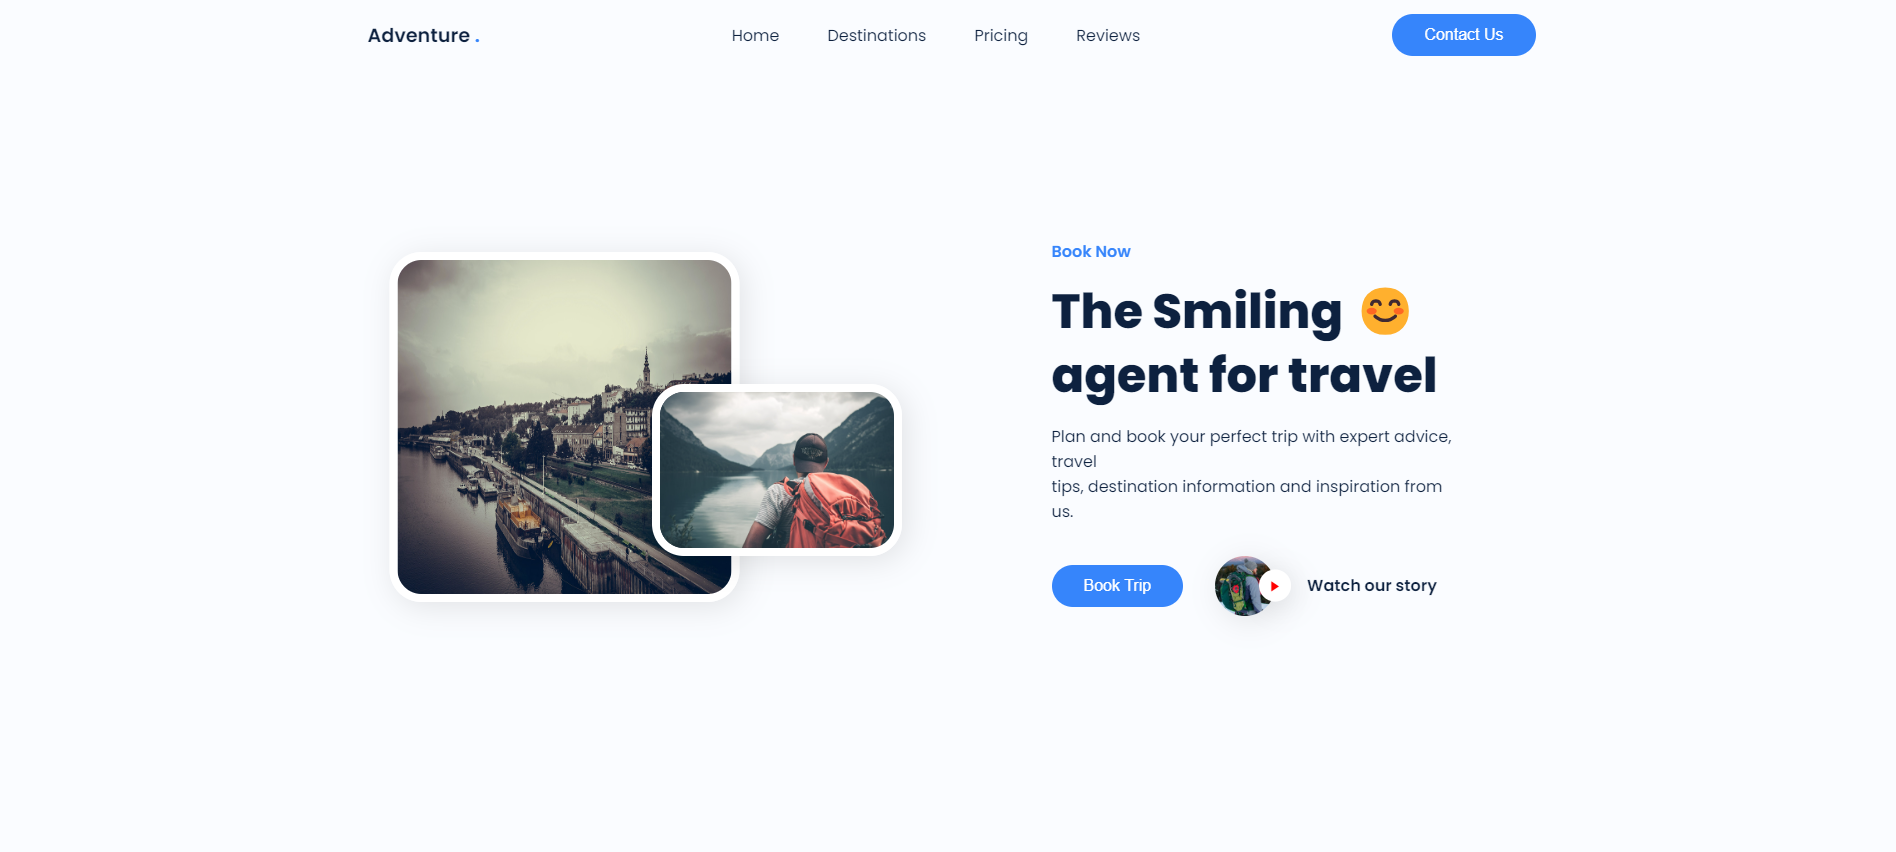 Adventure .
Home
Destinations
Pricing
Reviews
Contact Us
Book Now
The Smiling 😊
agent for travel
Plan and book your perfect trip with expert advice,
travel
tips, destination information and inspiration from
us.
Book Trip
Watch our story